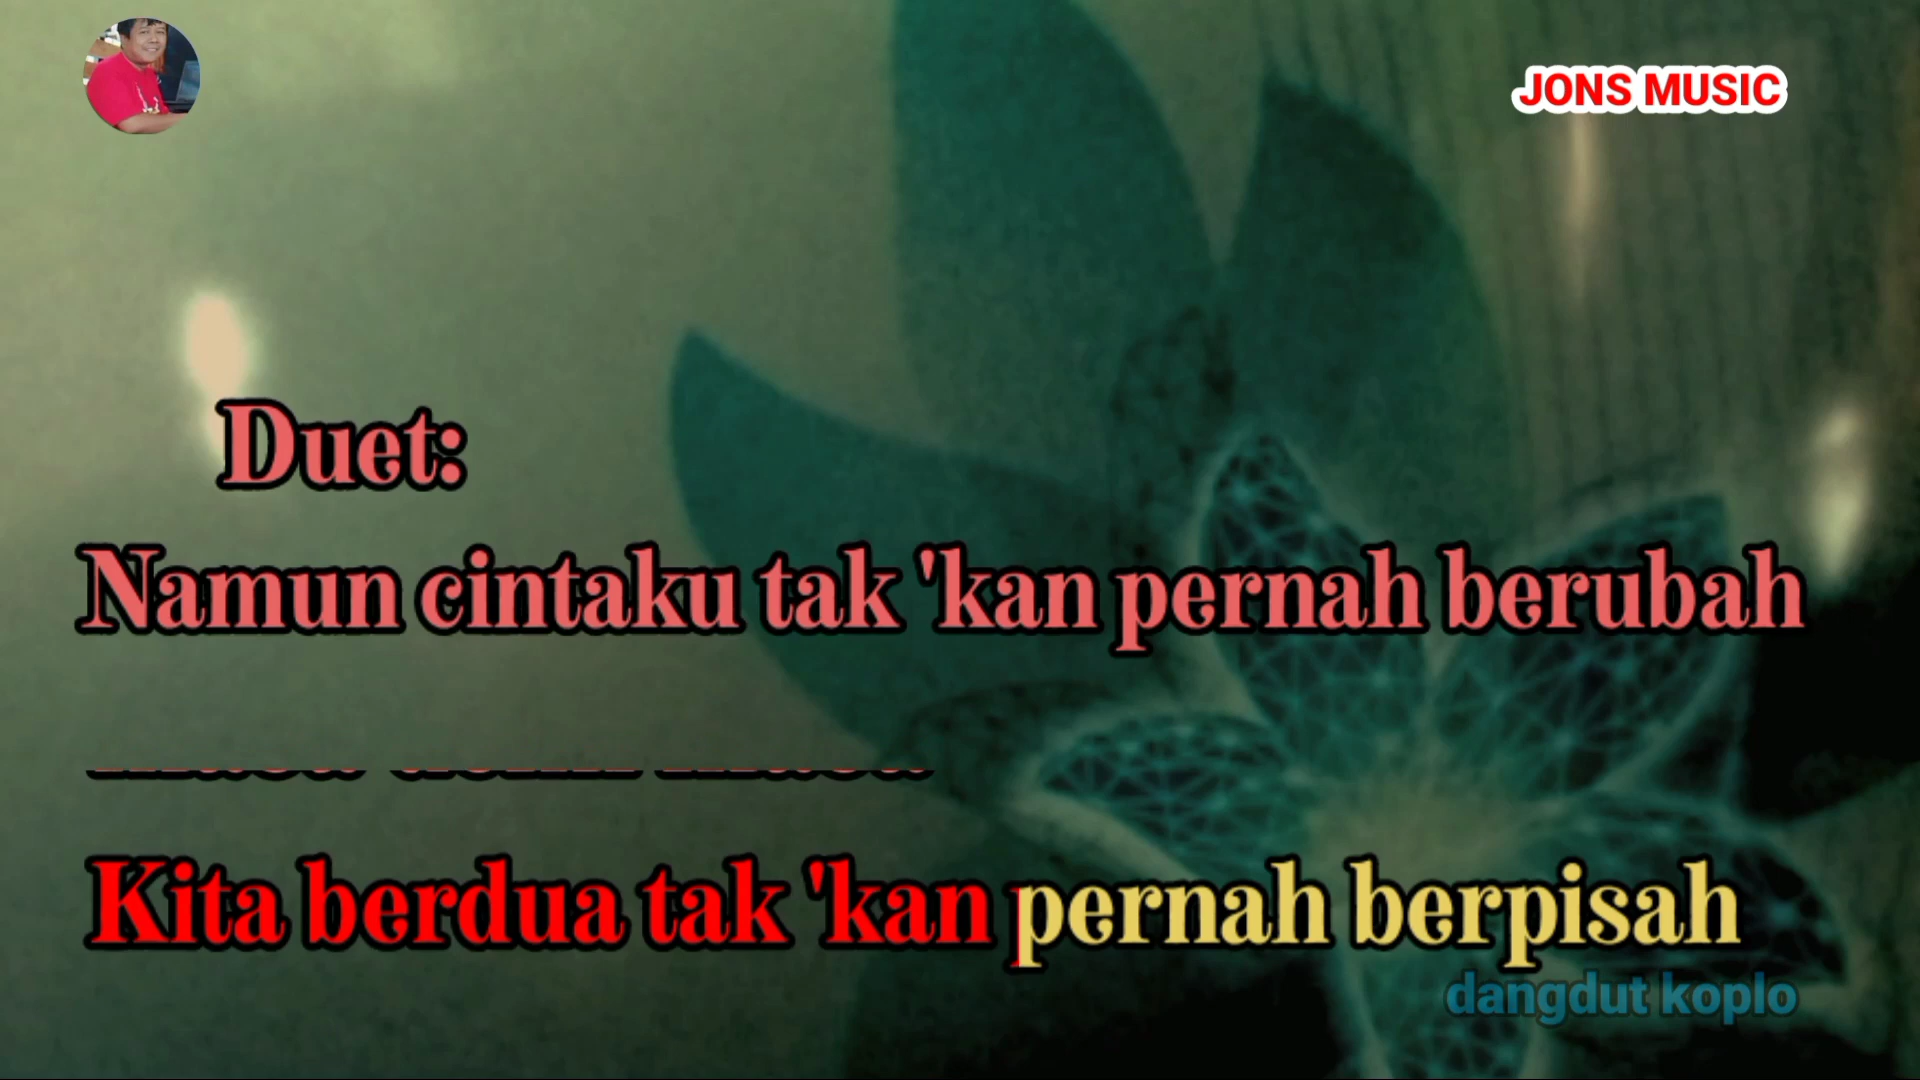 JONS MUSIC
Duet:
Namun cintaku tak 'kan pernah berubah
Kita berdua tak 'kan pernah berpisah
dangdut koplo